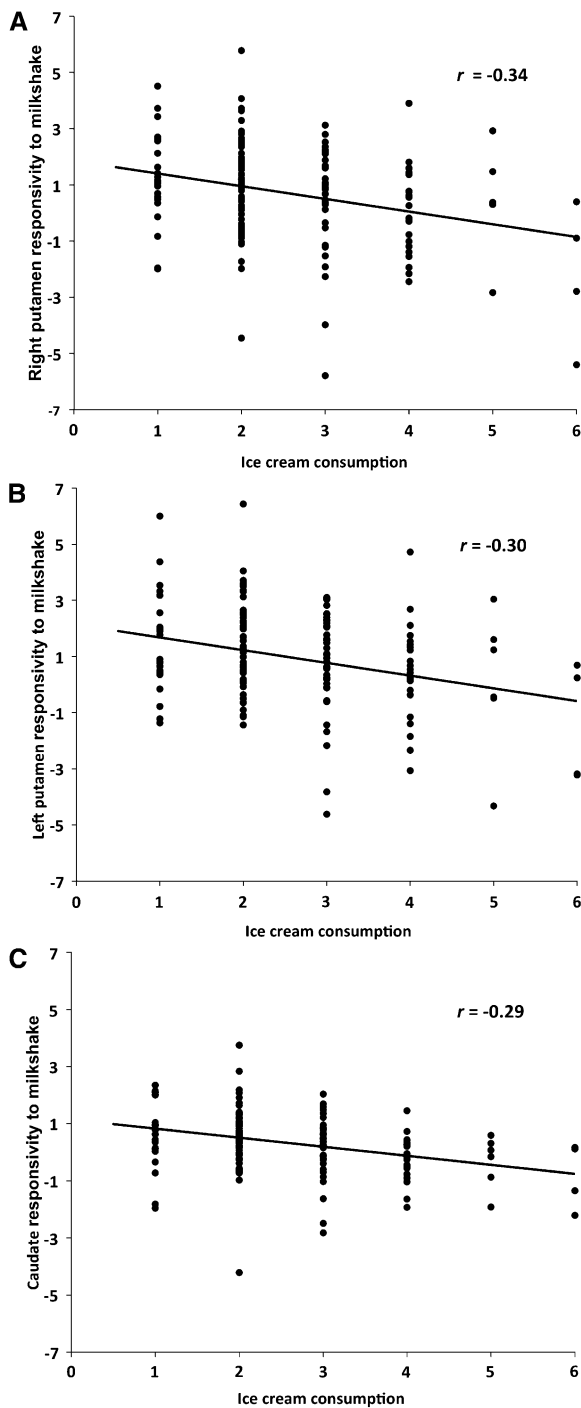 A
7
5
3
1
-1
-3
-5
-7
Right putamen responsivity to milkshake
r = -0.34
0 1 2 3 4 5 6
Ice cream consumption
B
7
5
3
1
-1
-3
-5
-7
Left putamen responsivity to milkshake
r = -0.30
0 1 2 3 4 5 6
Ice cream consumption
C
7
5
3
1
-1
-3
-5
-7
Caudate responsivity to milkshake
r = -0.29
0 1 2 3 4 5 6
Ice cream consumption